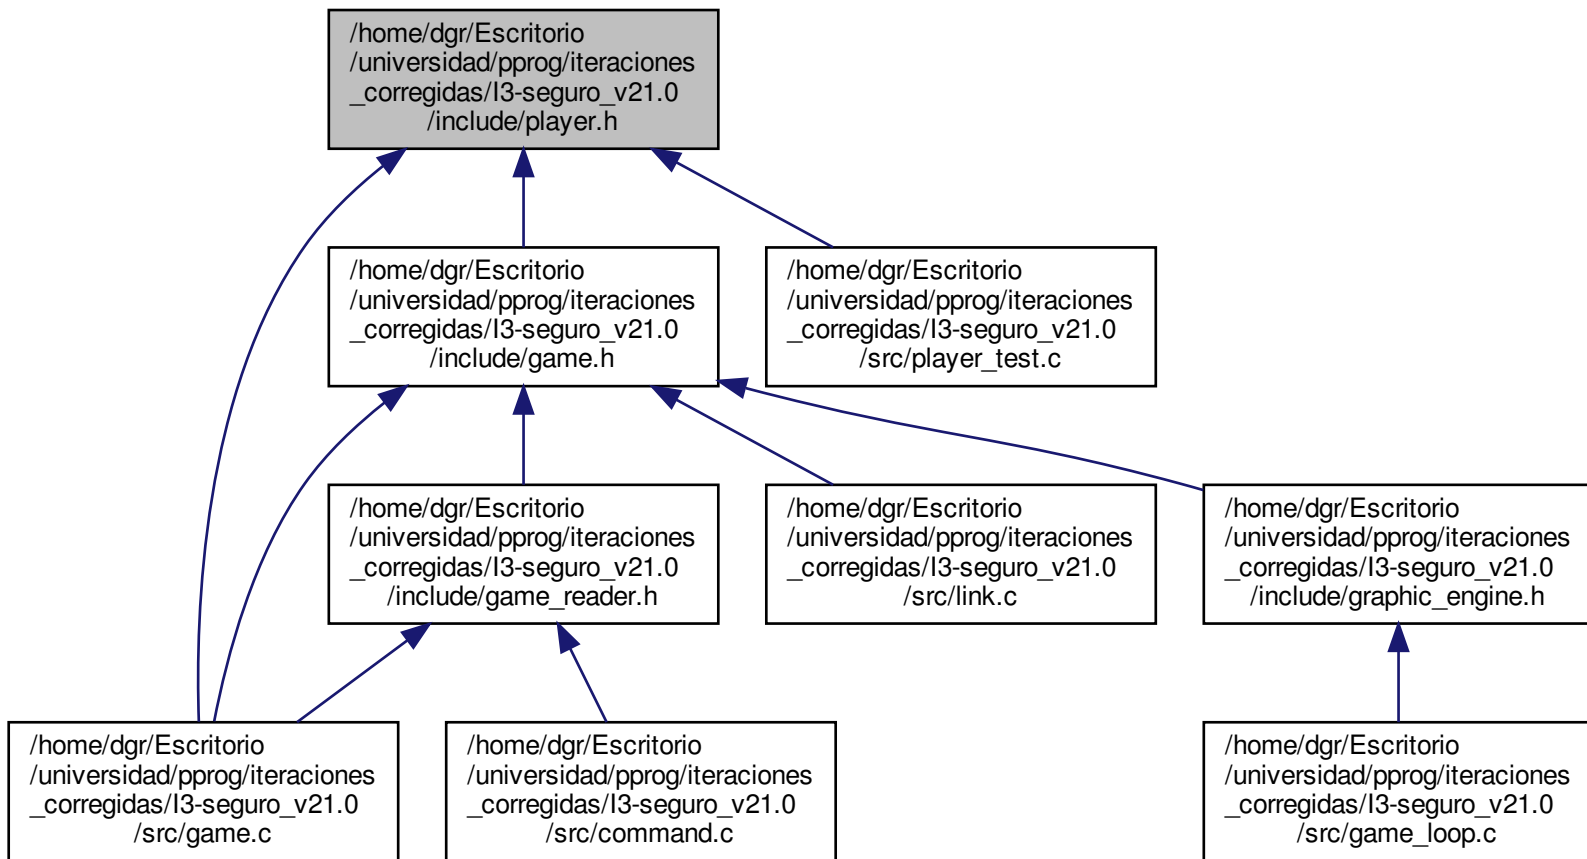 /home/dgr/Escritorio
/universidad/pprog/iteraciones
_corregidas/I3-seguro_v21.0
/include/player.h
/home/dgr/Escritorio
/universidad/pprog/iteraciones
_corregidas/I3-seguro_v21.0
/include/game.h
/home/dgr/Escritorio
/universidad/pprog/iteraciones
_corregidas/I3-seguro_v21.0
/src/player_test.c
/home/dgr/Escritorio
/universidad/pprog/iteraciones
_corregidas/I3-seguro_v21.0
/include/game_reader.h
/home/dgr/Escritorio
/universidad/pprog/iteraciones
_corregidas/I3-seguro_v21.0
/src/link.c
/home/dgr/Escritorio
/universidad/pprog/iteraciones
_corregidas/I3-seguro_v21.0
/include/graphic_engine.h
/home/dgr/Escritorio
/universidad/pprog/iteraciones
_corregidas/I3-seguro_v21.0
/src/game.c
/home/dgr/Escritorio
/universidad/pprog/iteraciones
_corregidas/I3-seguro_v21.0
/src/command.c
/home/dgr/Escritorio
/universidad/pprog/iteraciones
_corregidas/I3-seguro_v21.0
/src/game_loop.c